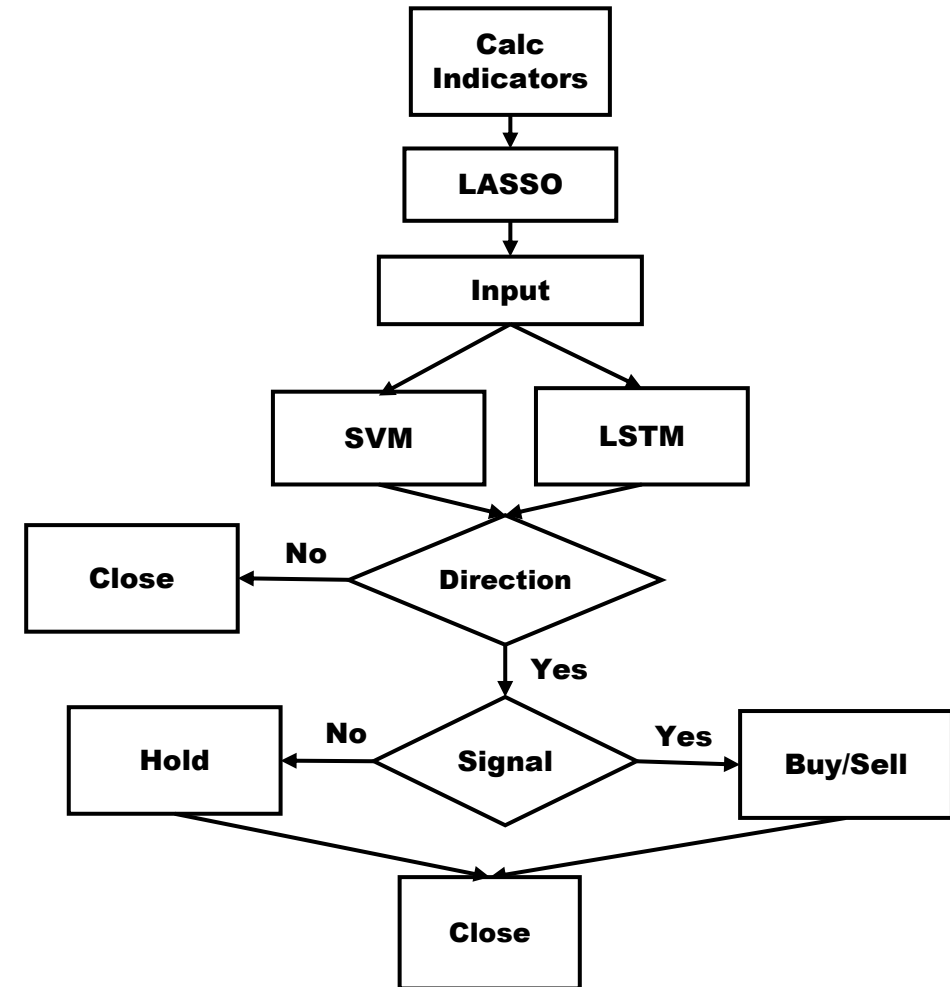 Calc
Indicators
LASSO
Input
SVM
LSTM
No
Close
Direction
Yes
No
Yes
Hold
Signal
Buy/Sell
Close